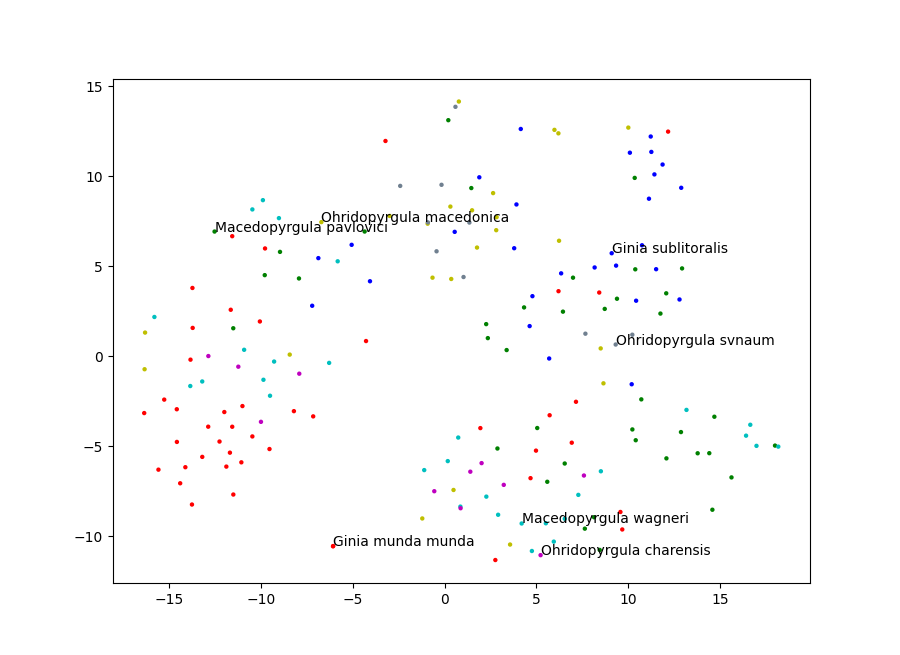 15
10
5
0
−5
−10
Ohridopyrgula macedonica
Macedopyrgula pavlovici
Ginia sublitoralis
Ohridopyrgula svnaum
Macedopyrgula wagneri
Ginia munda munda
Ohridopyrgula charensis
−15 −10 −5 0 5 10 15